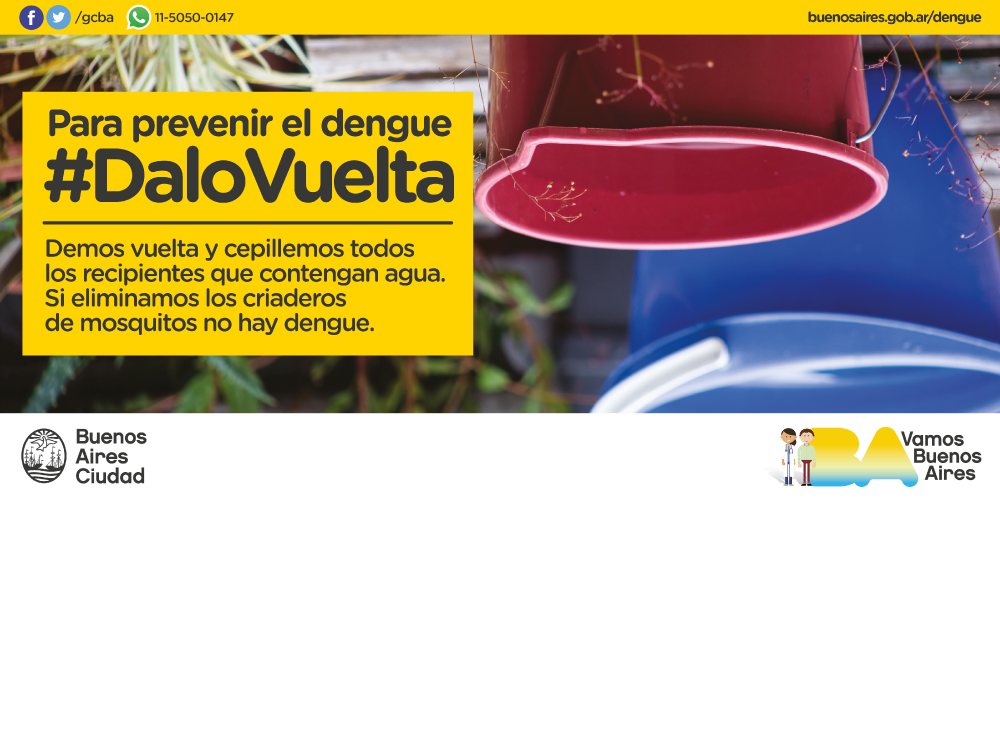 /gcba 11-5050-0147 buenosaires.gob.ar/dengue
Para prevenir el dengue
#DaloVuelta
Demos vuelta y cepillemos todos
los recipientes que contengan agua.
Si eliminamos los criaderos
de mosquitos no hay dengue.
Buenos
Aires
Ciudad
BA
Vamos
Buenos
Aires